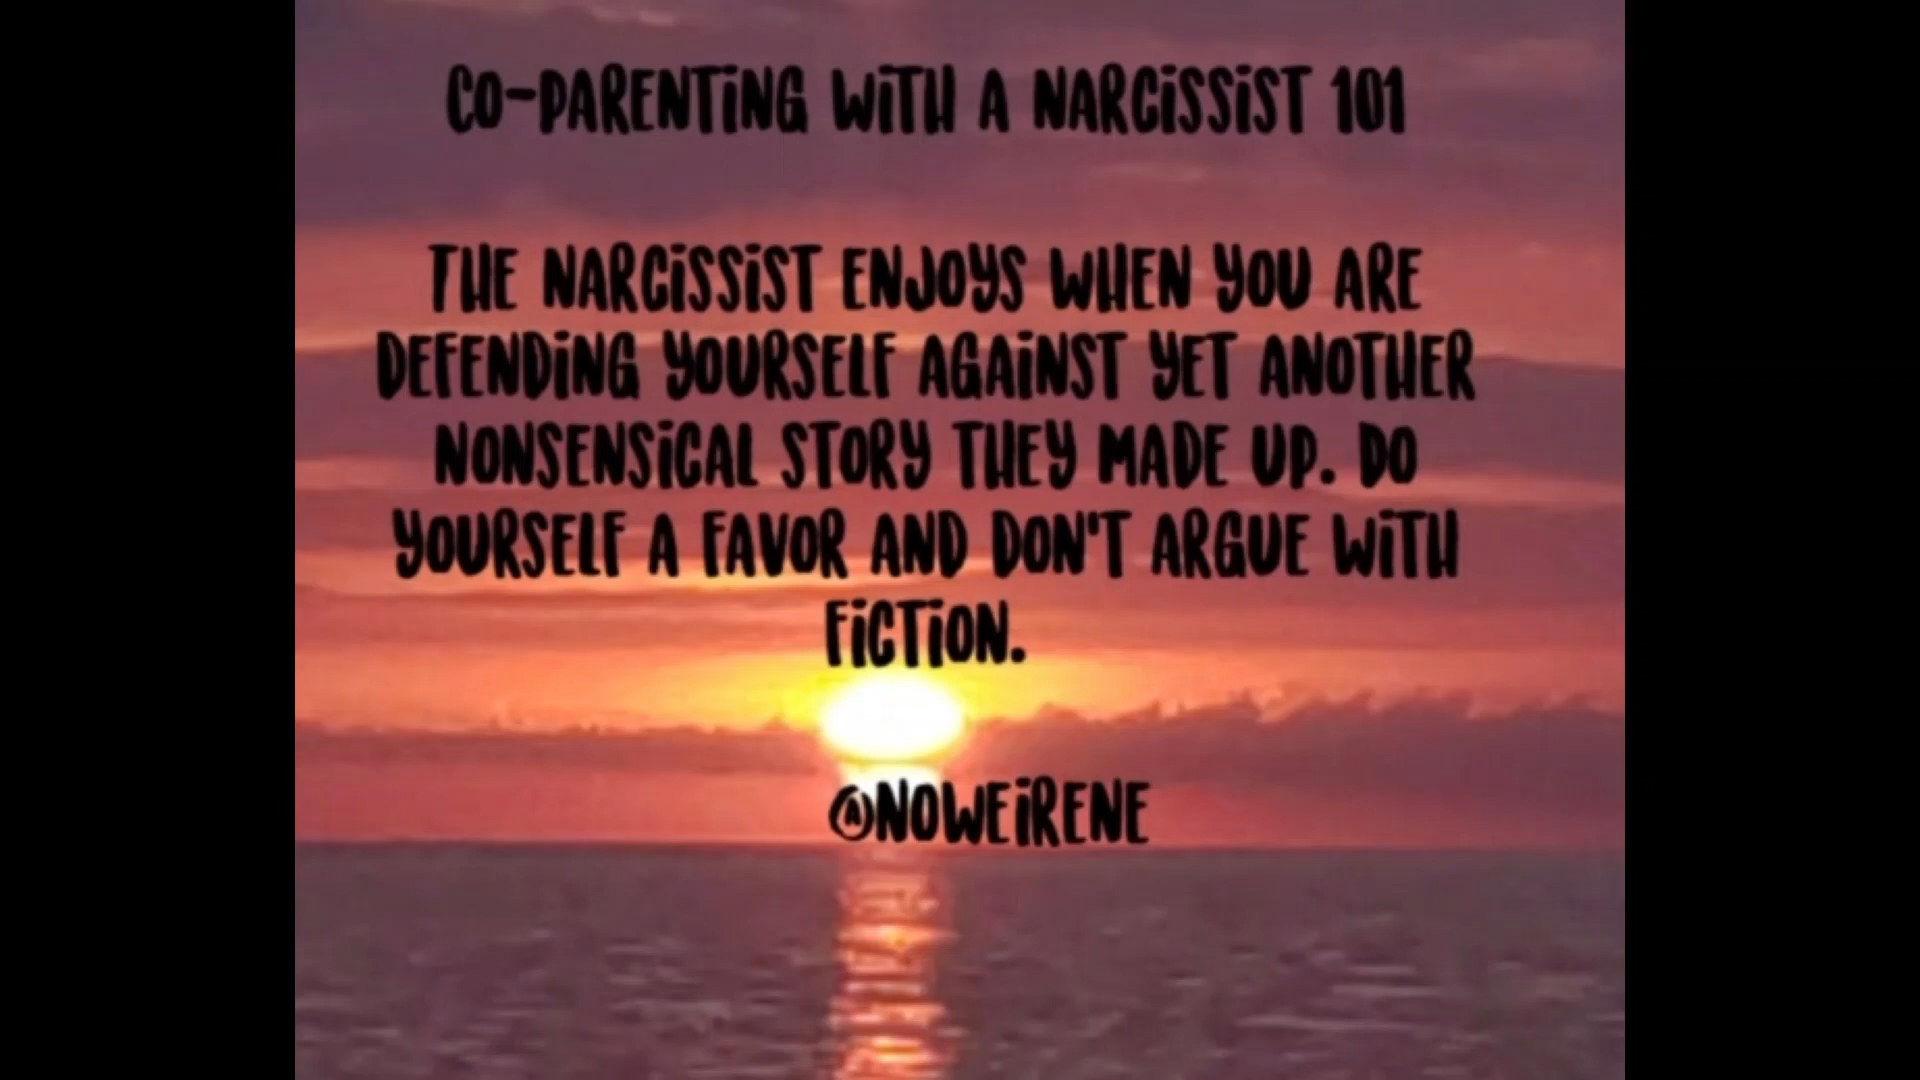 CO-PARENTING WITH A NARCISSIST 101
THE NARCISSIST ENJOYS WHEN YOU ARE
DEFENDING YOURSELF AGAINST YET ANOTHER
NONSENSICAL STORY THEY MADE UP. DO
YOURSELF A FAVOR AND DON'T ARGUE WITH
FICTION.
@NOWEIRENE